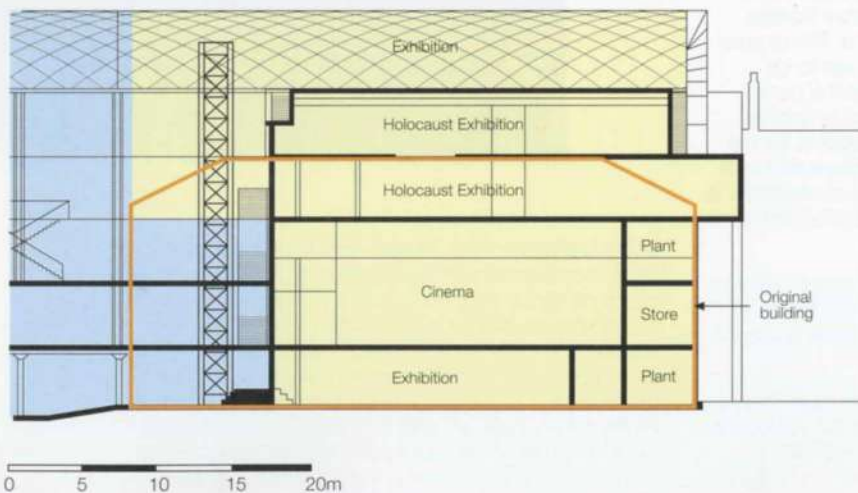 Exhibition
Holocaust Exhibition
Holocaust Exhibition
Plant
Cinema
Store
Original
building
Exhibition
Plant
0 5 10 15 20m